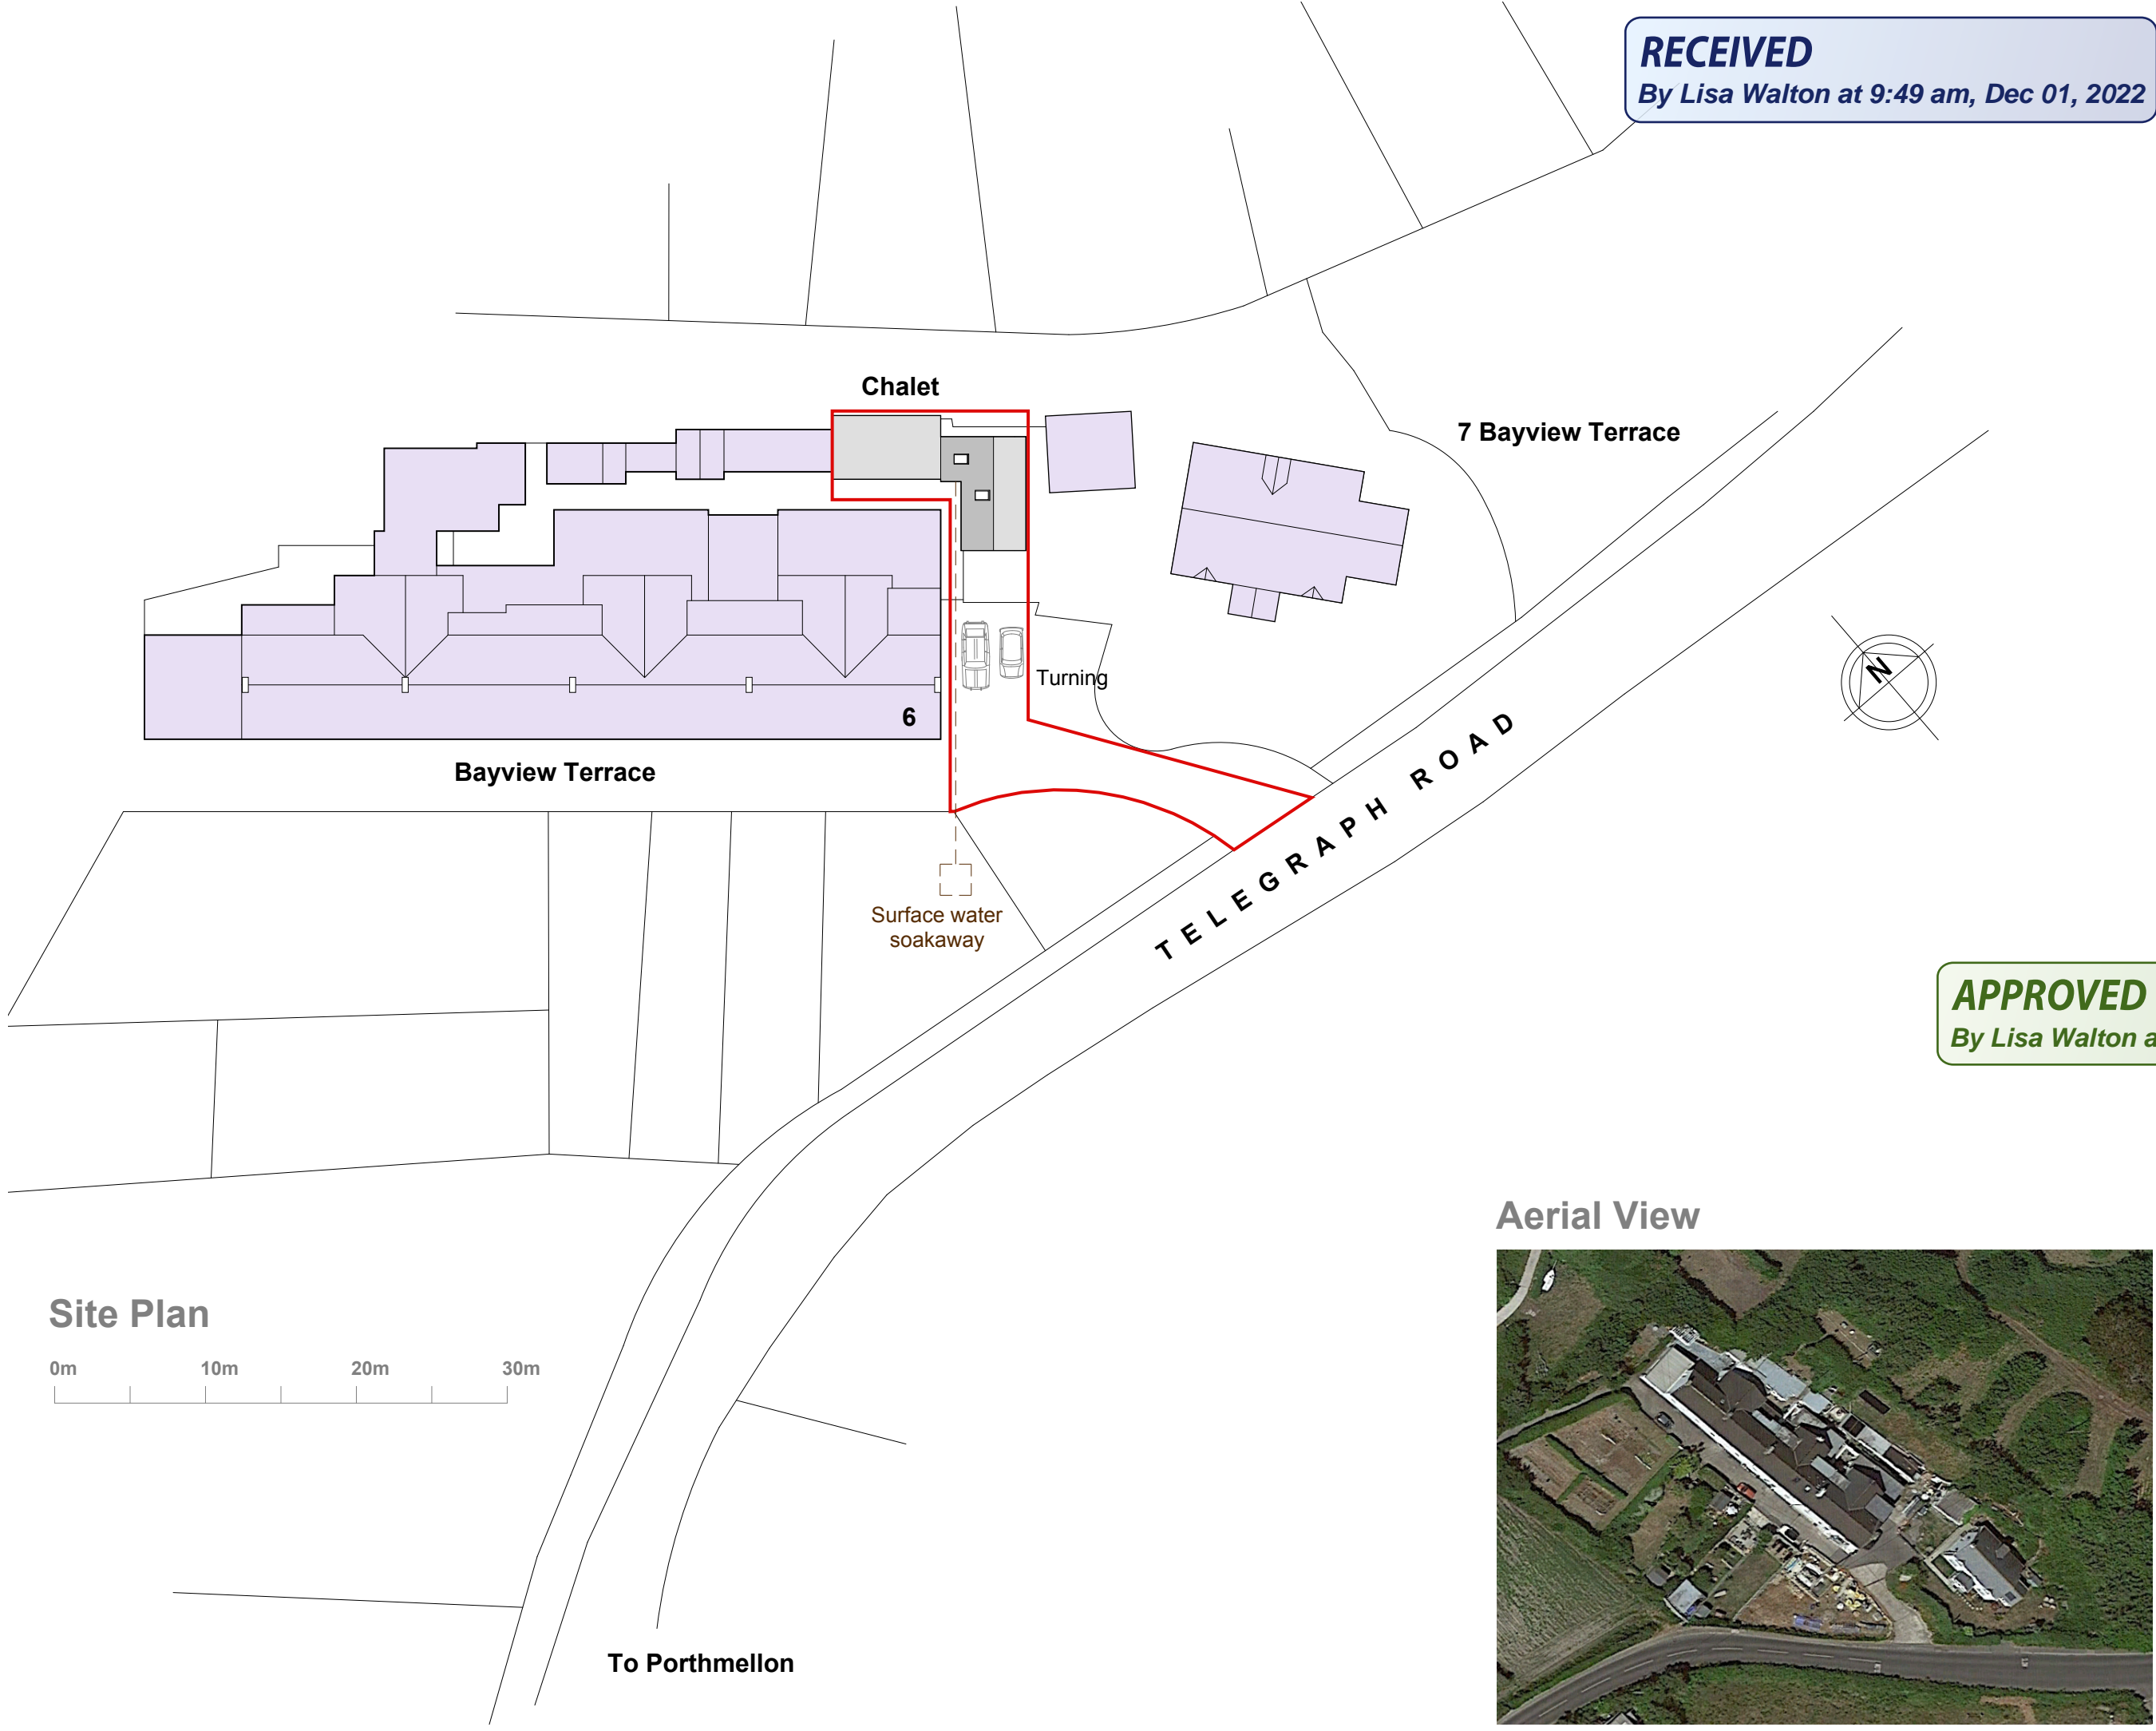 RECEIVED
By Lisa Walton at 9:49 am, Dec 01, 2022
Chalet
7 Bayview Terrace
Turning
6
N
Bayview Terrace
TELEGRAPH ROAD
Surface water
soakaway
APPROVED
By Lisa Walton a
Aerial View
Site Plan
0m 10m 20m 30m
To Porthmellon